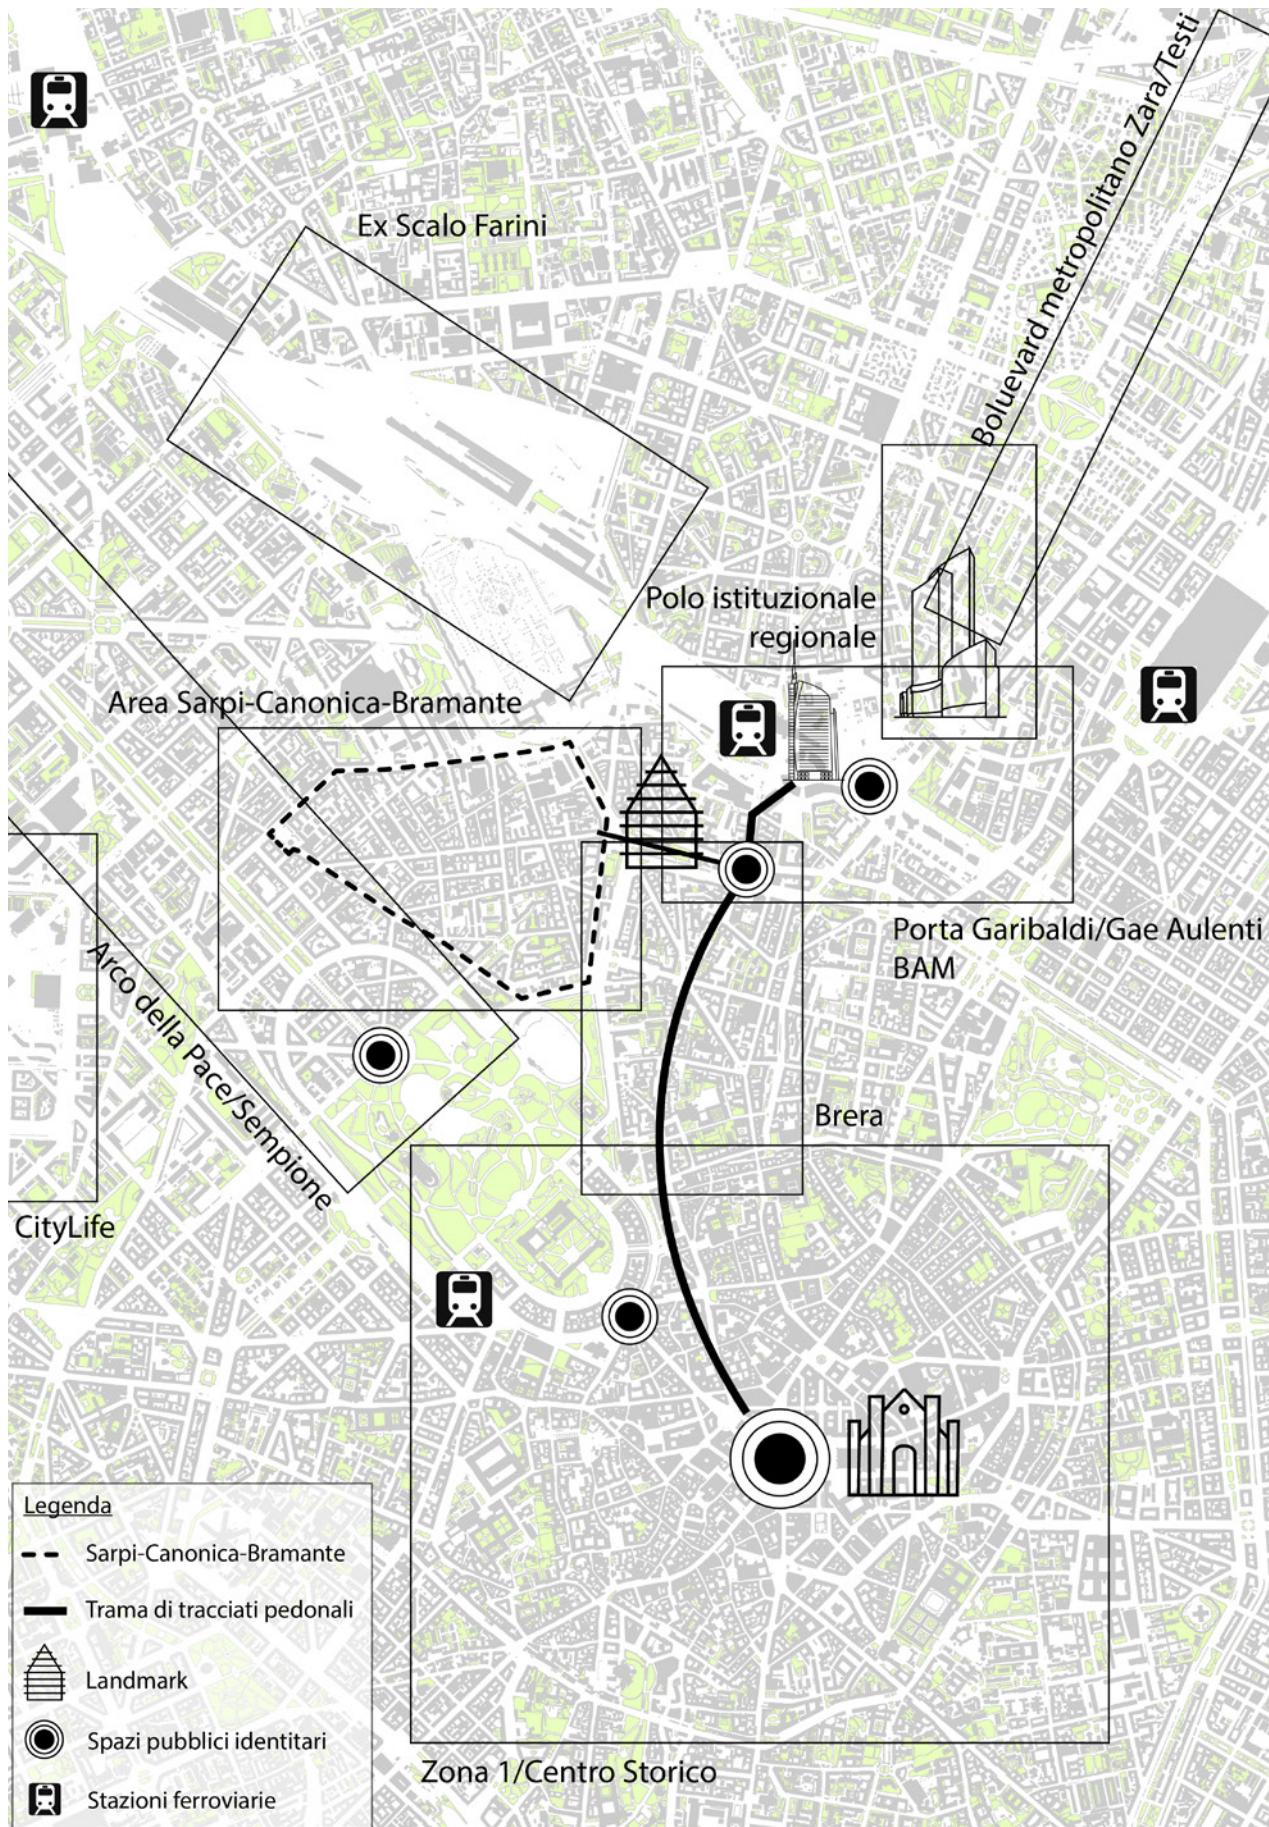 Boluevard metropolitano Zara/Testi
Ex Scalo Farini
Polo istituzionale
regionale
Area Sarpi-Canonica-Bramante
Porta Garibaldi/Gae Aulenti
BAM
Arco della Pace/Sempione
Brera
CityLife
Legenda
Sarpi-Canonica-Bramante
Trama di tracciati pedonali
Landmark
Spazi pubblici identitari
Stazioni ferroviarie
Zona 1/Centro Storico